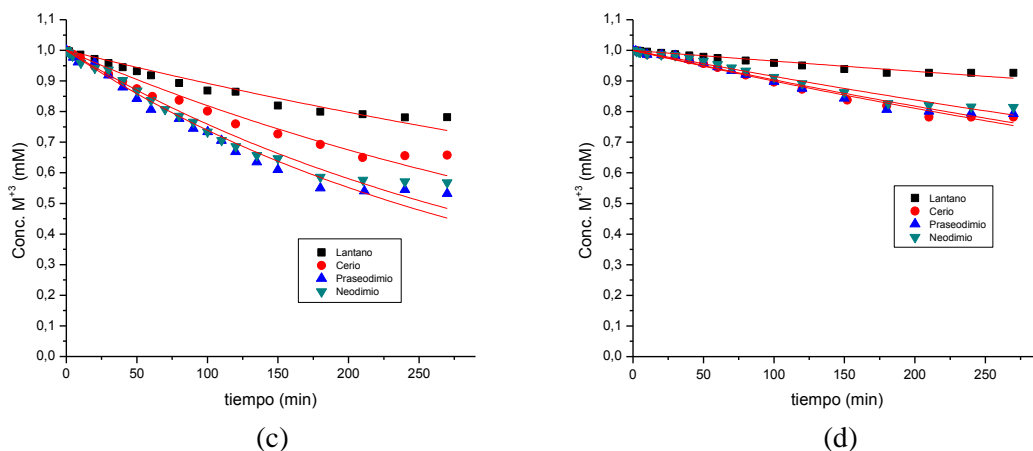 1,1
1,0
0,9
0,8
0,7
0,6
0,5
0,4
0,3
0,2
0,1
0,0
Conc. M+3 (mM)
Lantano
Cerio
Praseodimio
Neodimio
0 50 100 150 200 250
tiempo (min)
(c)
1,1
1,0
0,9
0,8
0,7
0,6
0,5
0,4
0,3
0,2
0,1
0,0
Conc. M+3 (mM)
Lantano
Cerio
Praseodimio
Neodimio
0 50 100 150 200 250
tiempo (min)
(d)